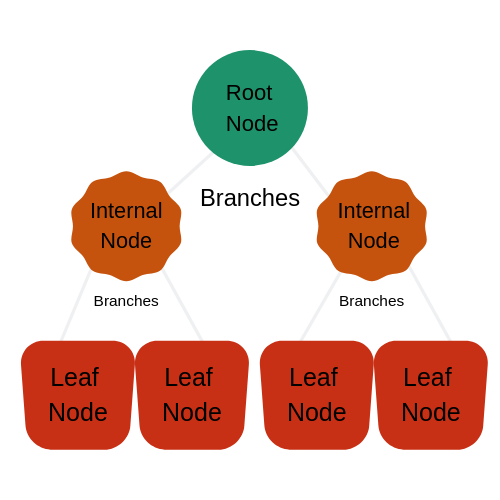 Root
Node
Branches
Internal
Node
Internal
Node
Branches
Branches
Leaf
Node
Leaf
Node
Leaf
Node
Leaf
Node